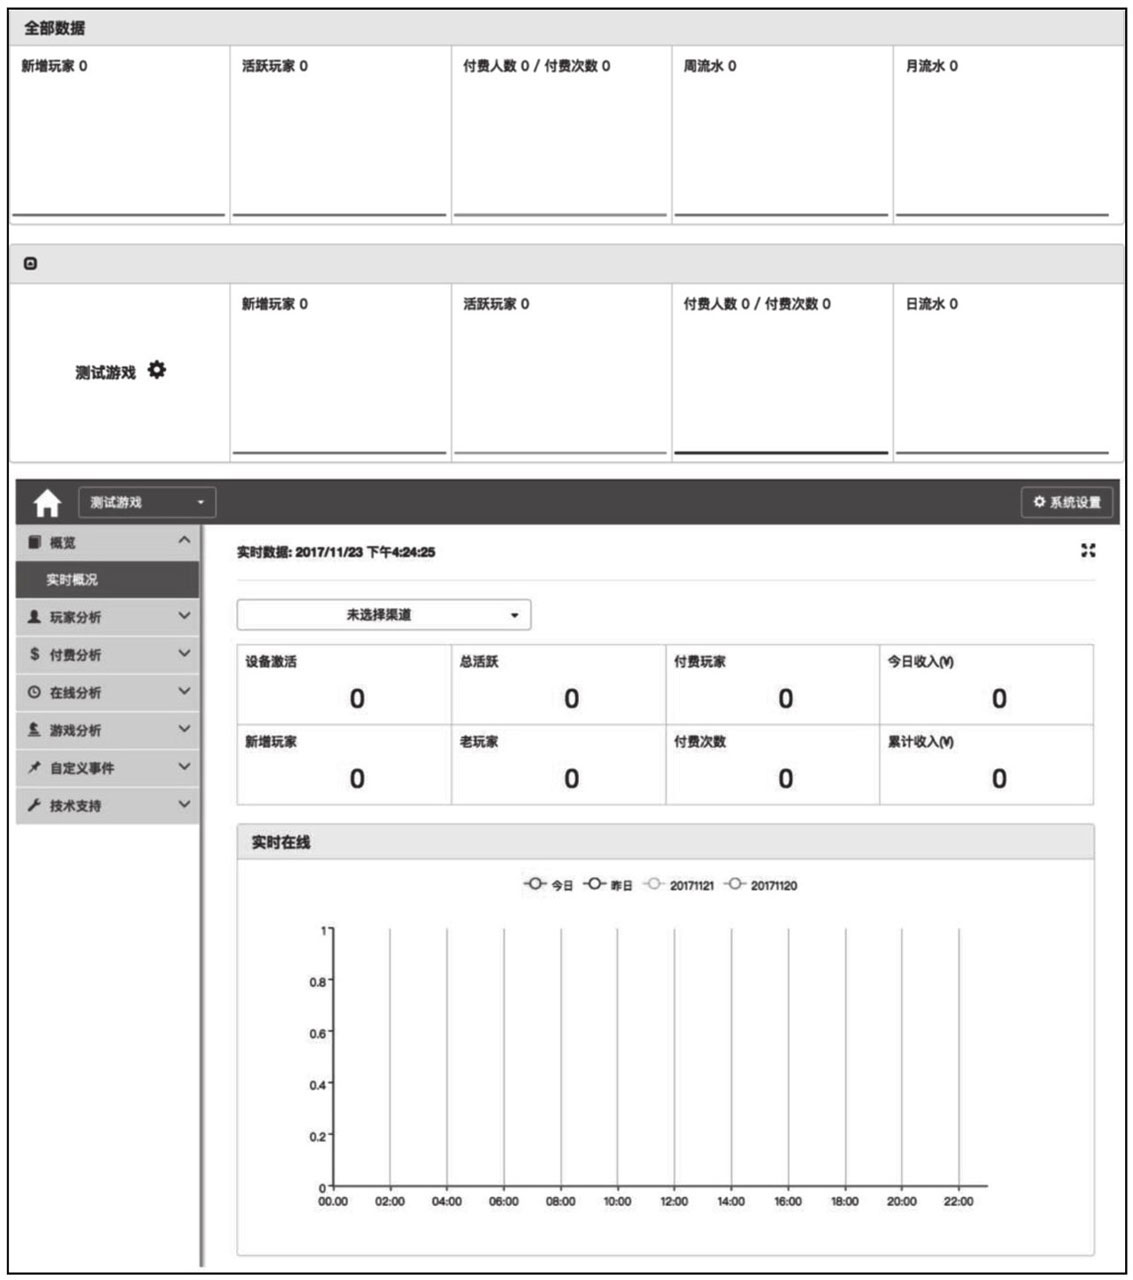 全部数据
新增玩家 0
活跃玩家 0
付费人数 0 / 付费次数 0
周流水 0
月流水 0
测试游戏
新增玩家 0
活跃玩家 0
付费人数 0 / 付费次数 0
日流水 0
测试游戏
系统设置
概览
实时概况
玩家分析
付费分析
在线分析
游戏分析
自定义事件
技术支持
实时数据: 2017/11/23 下午4:24:25
未选择渠道
设备激活
0
总活跃
0
付费玩家
0
今日收入(¥)
0
新增玩家
0
老玩家
0
付费次数
0
累计收入(¥)
0
实时在线
今日 昨日 20171121 20171120
1
0.8
0.6
0.4
0.2
0
00:00 02:00 04:00 06:00 08:00 10:00 12:00 14:00 16:00 18:00 20:00 22:00